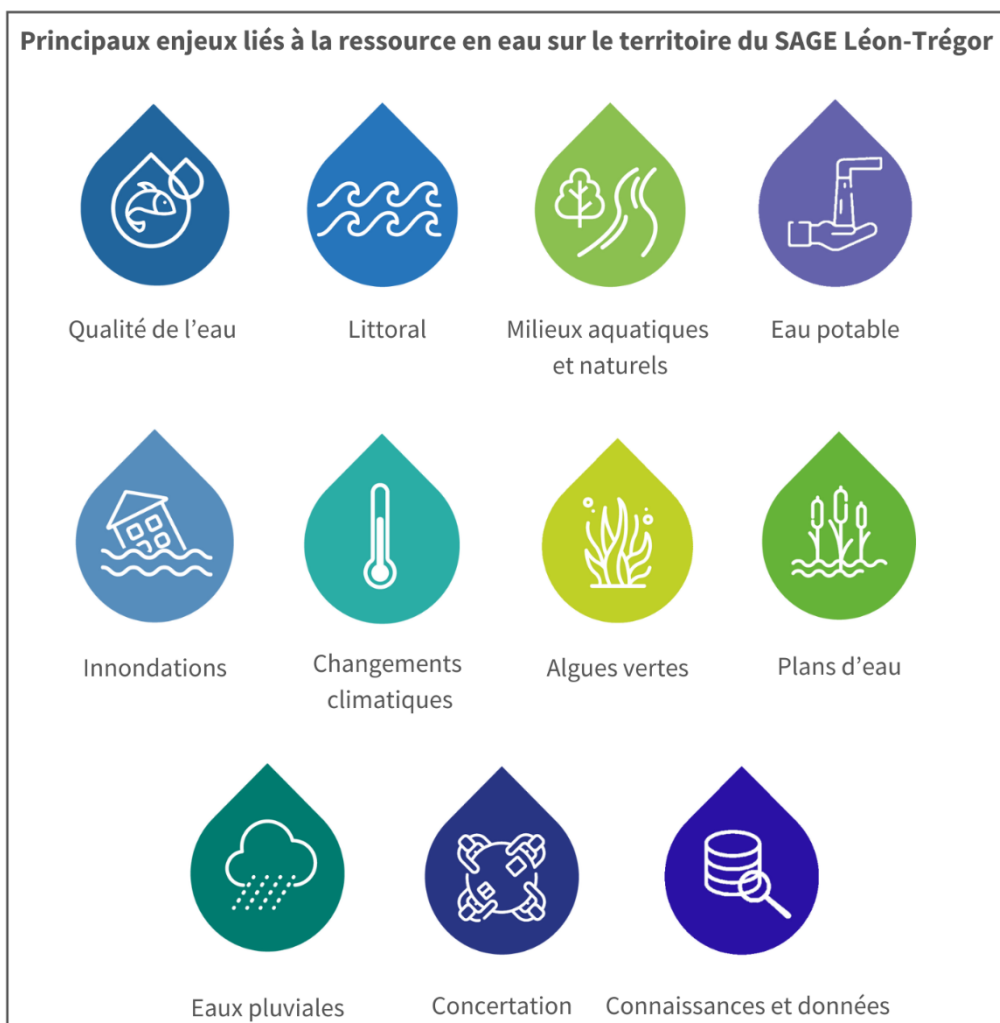 Principaux enjeux liés à la ressource en eau sur le territoire du SAGE Léon-Trégor
Qualité de l’eau
Littoral
Milieux aquatiques
et naturels
Eau potable
Innondations
Changements
climatiques
Algues vertes
Plans d’eau
Eaux pluviales
Concertation
Connaissances et données